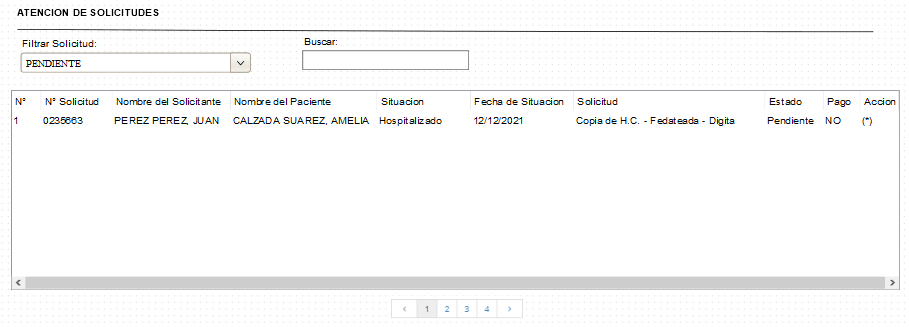 ATENCION DE SOLICITUDES
Filtrar Solicitud: Buscar:
PENDIENTE
N° N° Solicitud Nombre del Solicitante Nombre del Paciente Situacion Fecha de Situacion Solicitud Estado Pago Accion
1 0235663 PEREZ PEREZ, JUAN CALZADA SUAREZ, AMELIA Hospitalizado 12/12/2021 Copia de H.C. - Fedateada - Digita Pendiente NO (*)
< 1 2 3 4 >